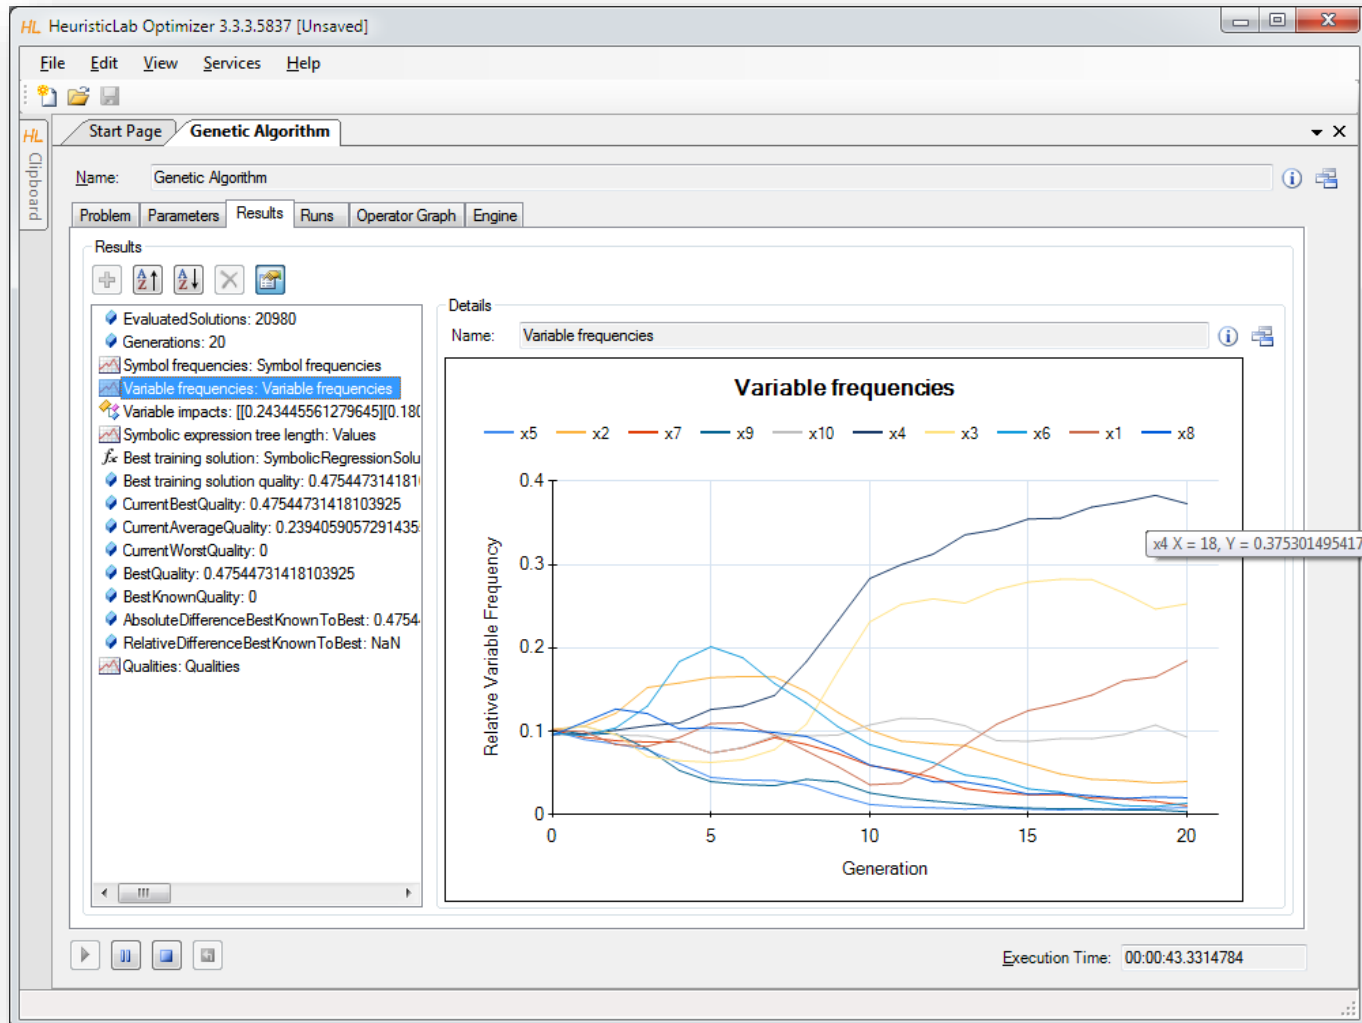 HL HeuristicLab Optimizer 3.3.3.5837 [Unsaved]
File Edit View Services Help
HL Clipboard
Start Page Genetic Algorithm
Name: Genetic Algorithm
Problem Parameters Results Runs Operator Graph Engine
Results
EvaluatedSolutions: 20980
Generations: 20
Symbol frequencies: Symbol frequencies
Variable frequencies: Variable frequencies
Variable impacts: [[0.243445561279645][0.180
Symbolic expression tree length: Values
fx Best training solution: SymbolicRegressionSolu
Best training solution quality: 0.47544731418103
CurrentBestQuality: 0.47544731418103925
CurrentAverageQuality: 0.2394059057291435
CurrentWorstQuality: 0
BestQuality: 0.47544731418103925
BestKnownQuality: 0
AbsoluteDifferenceBestKnownToBest: 0.4754
RelativeDifferenceBestKnownToBest: NaN
Qualities: Qualities
Details
Name: Variable frequencies
Variable frequencies
x5 x2 x7 x9 x10 x4 x3 x6 x1 x8
Relative Variable Frequency
0.4
0.3
0.2
0.1
0
x4 X = 18, Y = 0.375301495417
0 5 10 15 20
Generation
Execution Time: 00:00:43.3314784